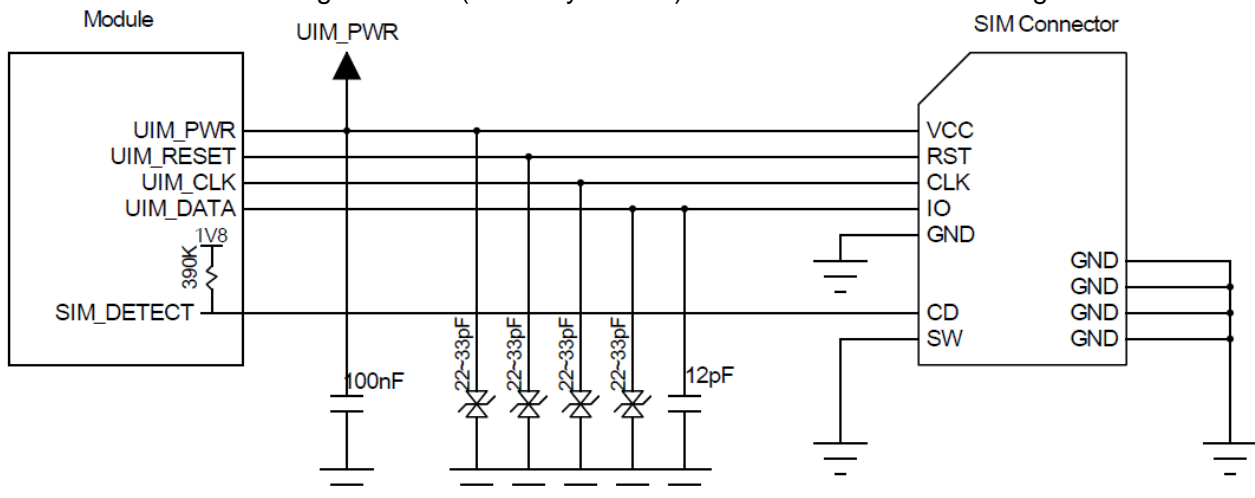 Module
SIM Connector
UIM_PWR
UIM_PWR
VCC
UIM_RESET
RST
UIM_CLK
CLK
UIM_DATA
IO
1V8
GND
390K
GND
GND
SIM_DETECT
CD
GND
SW
GND
100nF
22~33pF
22~33pF
22~33pF
22~33pF
12pF